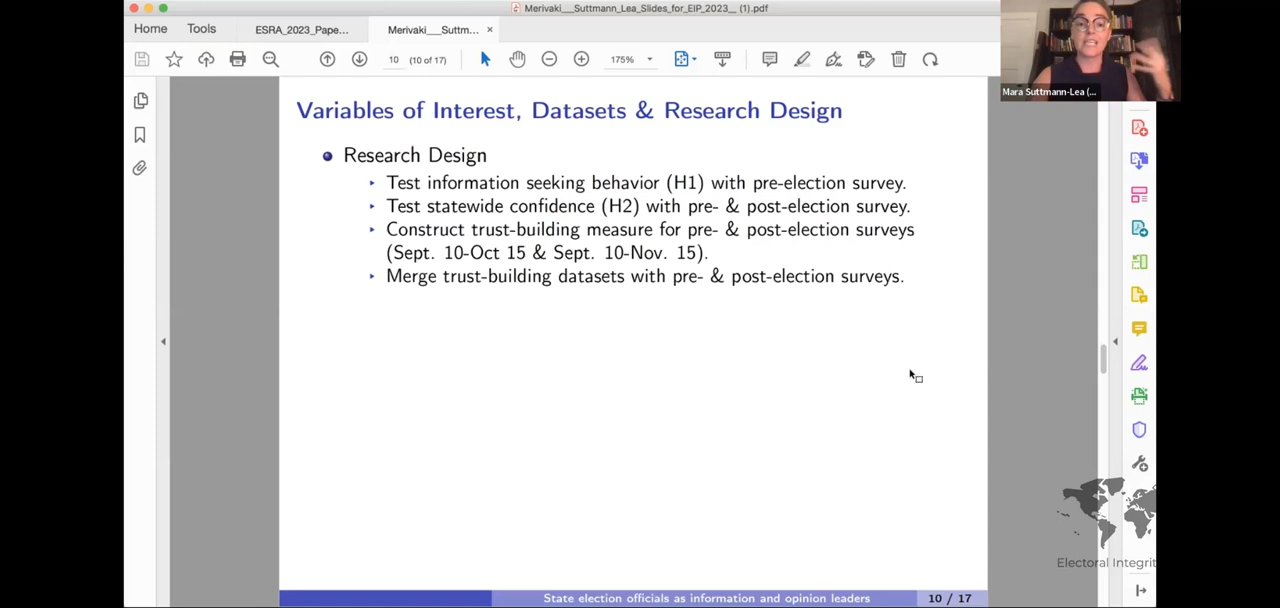 Merivaki___Suttmann_Lea_Slides_for_EIP_2023__ (1).pdf
Home
Tools
ESRA_2023_Pape...
Merivaki___Suttm...
10
(10 of 17)
175%
Mara Suttmann-Lea (...
Variables of Interest, Datasets & Research Design
Research Design
Test information seeking behavior (H1) with pre-election survey.
Test statewide confidence (H2) with pre- & post-election survey.
Construct trust-building measure for pre- & post-election surveys
(Sept. 10-Oct 15 & Sept. 10-Nov. 15).
Merge trust-building datasets with pre- & post-election surveys.
Electoral Integrit
State election officials as information and opinion leaders
10 / 17